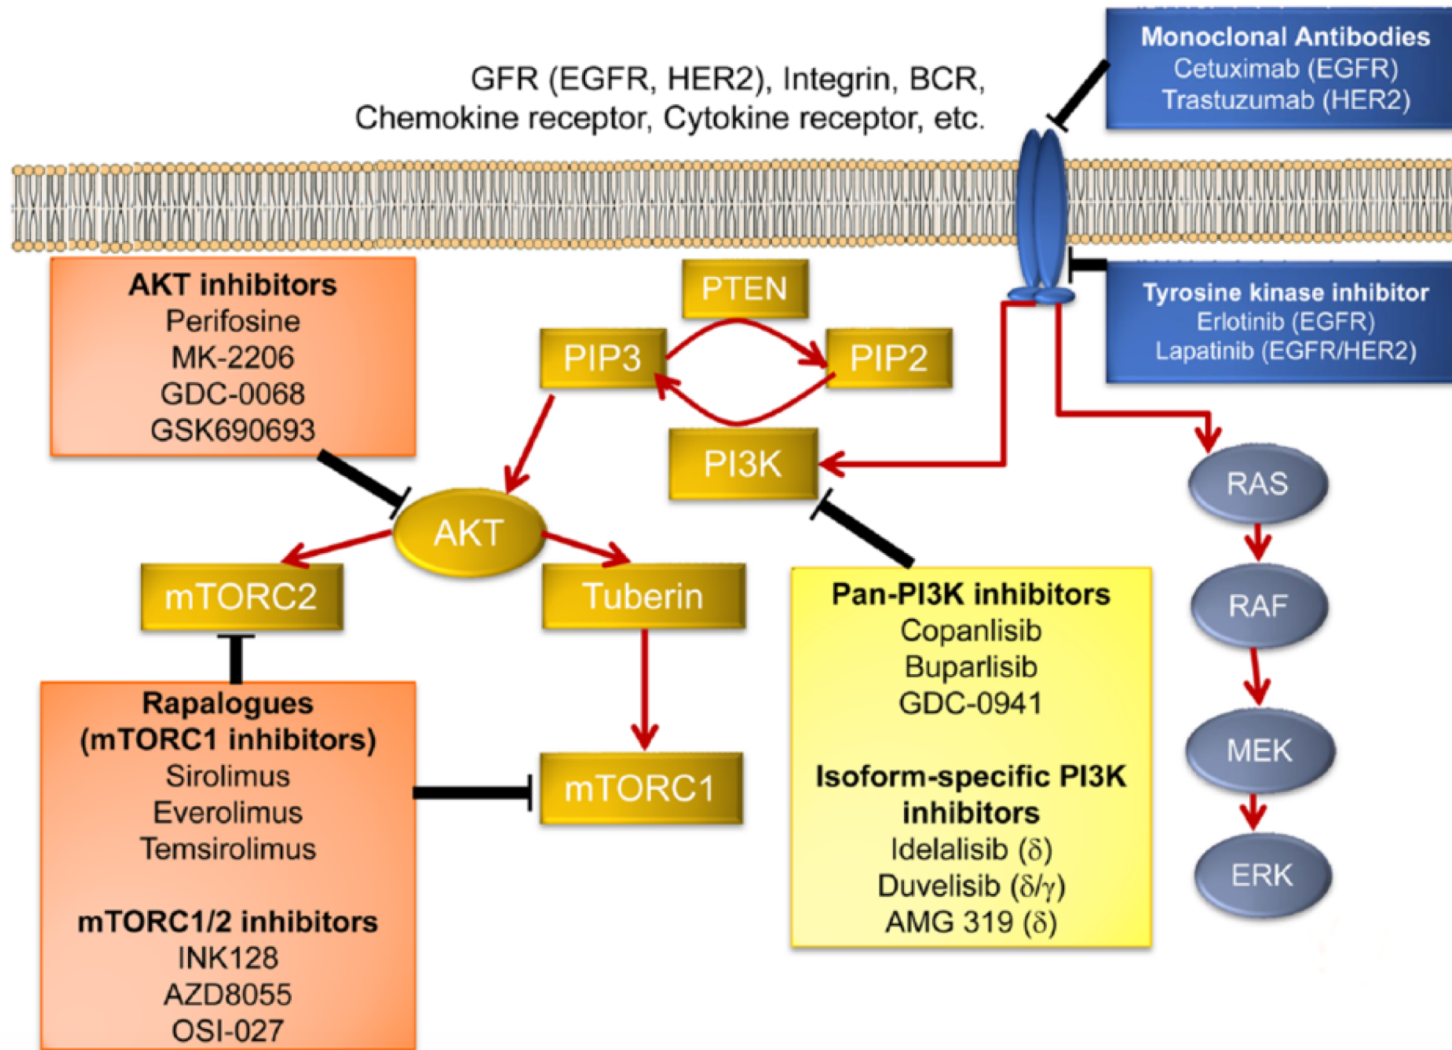 GFR (EGFR, HER2), Integrin, BCR,
Chemokine receptor, Cytokine receptor, etc.
Monoclonal Antibodies
Cetuximab (EGFR)
Trastuzumab (HER2)
Tyrosine kinase inhibitor
Erlotinib (EGFR)
Lapatinib (EGFR/HER2)
AKT inhibitors
Perifosine
MK-2206
GDC-0068
GSK690693
PTEN
PIP3
PIP2
PI3K
AKT
mTORC2
Tuberin
mTORC1
RAS
RAF
MEK
ERK
Pan-PI3K inhibitors
Copanlisib
Buparlisib
GDC-0941
Isoform-specific PI3K
inhibitors
Idelalisib (δ)
Duvelisib (δ/γ)
AMG 319 (δ)
Rapalogues
(mTORC1 inhibitors)
Sirolimus
Everolimus
Temsirolimus
mTORC1/2 inhibitors
INK128
AZD8055
OSI-027